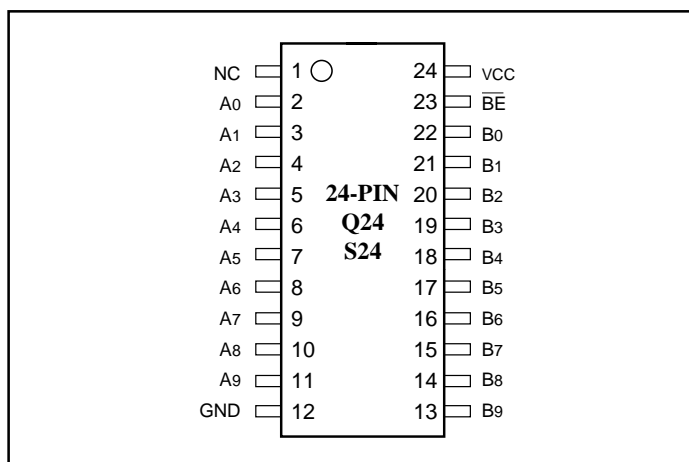 NC 1 24 VCC
A0 2 23 B̅E̅
A1 3 22 B0
A2 4 21 B1
A3 5 24-PIN 20 B2
A4 6 Q24 19 B3
A5 7 S24 18 B4
A6 8 17 B5
A7 9 16 B6
A8 10 15 B7
A9 11 14 B8
GND 12 13 B9